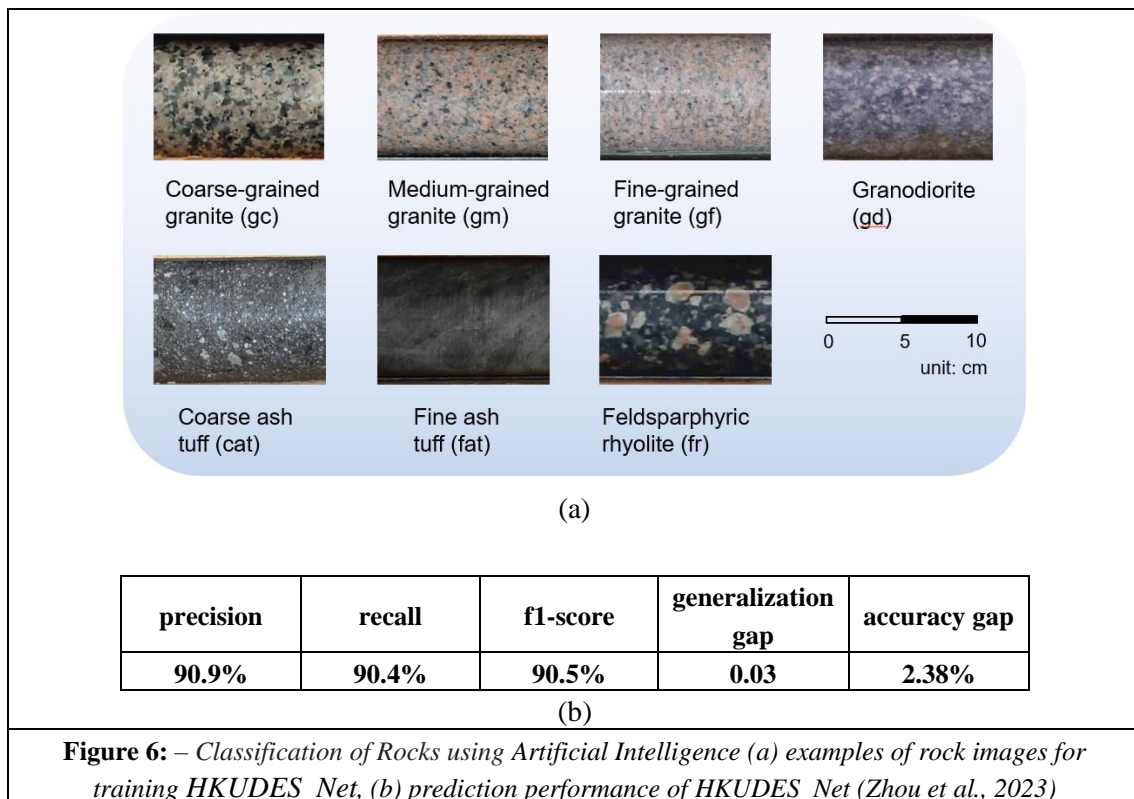 Coarse-grained granite (gc)
Medium-grained granite (gm)
Fine-grained granite (gf)
Granodiorite (gd)
Coarse ash tuff (cat)
Fine ash tuff (fat)
Feldsparphyric rhyolite (fr)
0 5 10
unit: cm
(a)
precision recall f1-score generalization gap accuracy gap
90.9% 90.4% 90.5% 0.03 2.38%
(b)
Figure 6: – Classification of Rocks using Artificial Intelligence (a) examples of rock images for
training HKUDES_Net, (b) prediction performance of HKUDES_Net (Zhou et al., 2023)